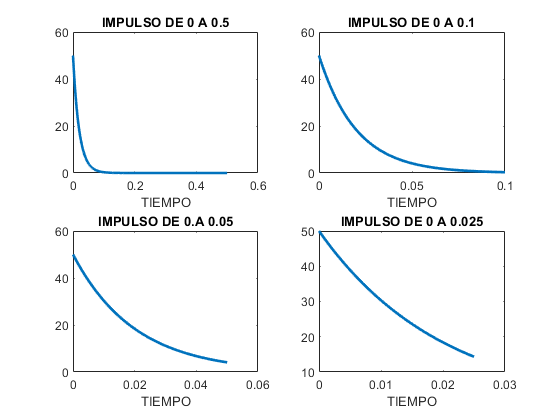 IMPULSO DE 0 A 0.5
60
40
20
0
0 0.2 0.4 0.6
TIEMPO
IMPULSO DE 0 A 0.1
60
40
20
0
0 0.05 0.1
TIEMPO
IMPULSO DE 0.A 0.05
60
40
20
0
0 0.02 0.04 0.06
TIEMPO
IMPULSO DE 0 A 0.025
50
40
30
20
10
0 0.01 0.02 0.03
TIEMPO